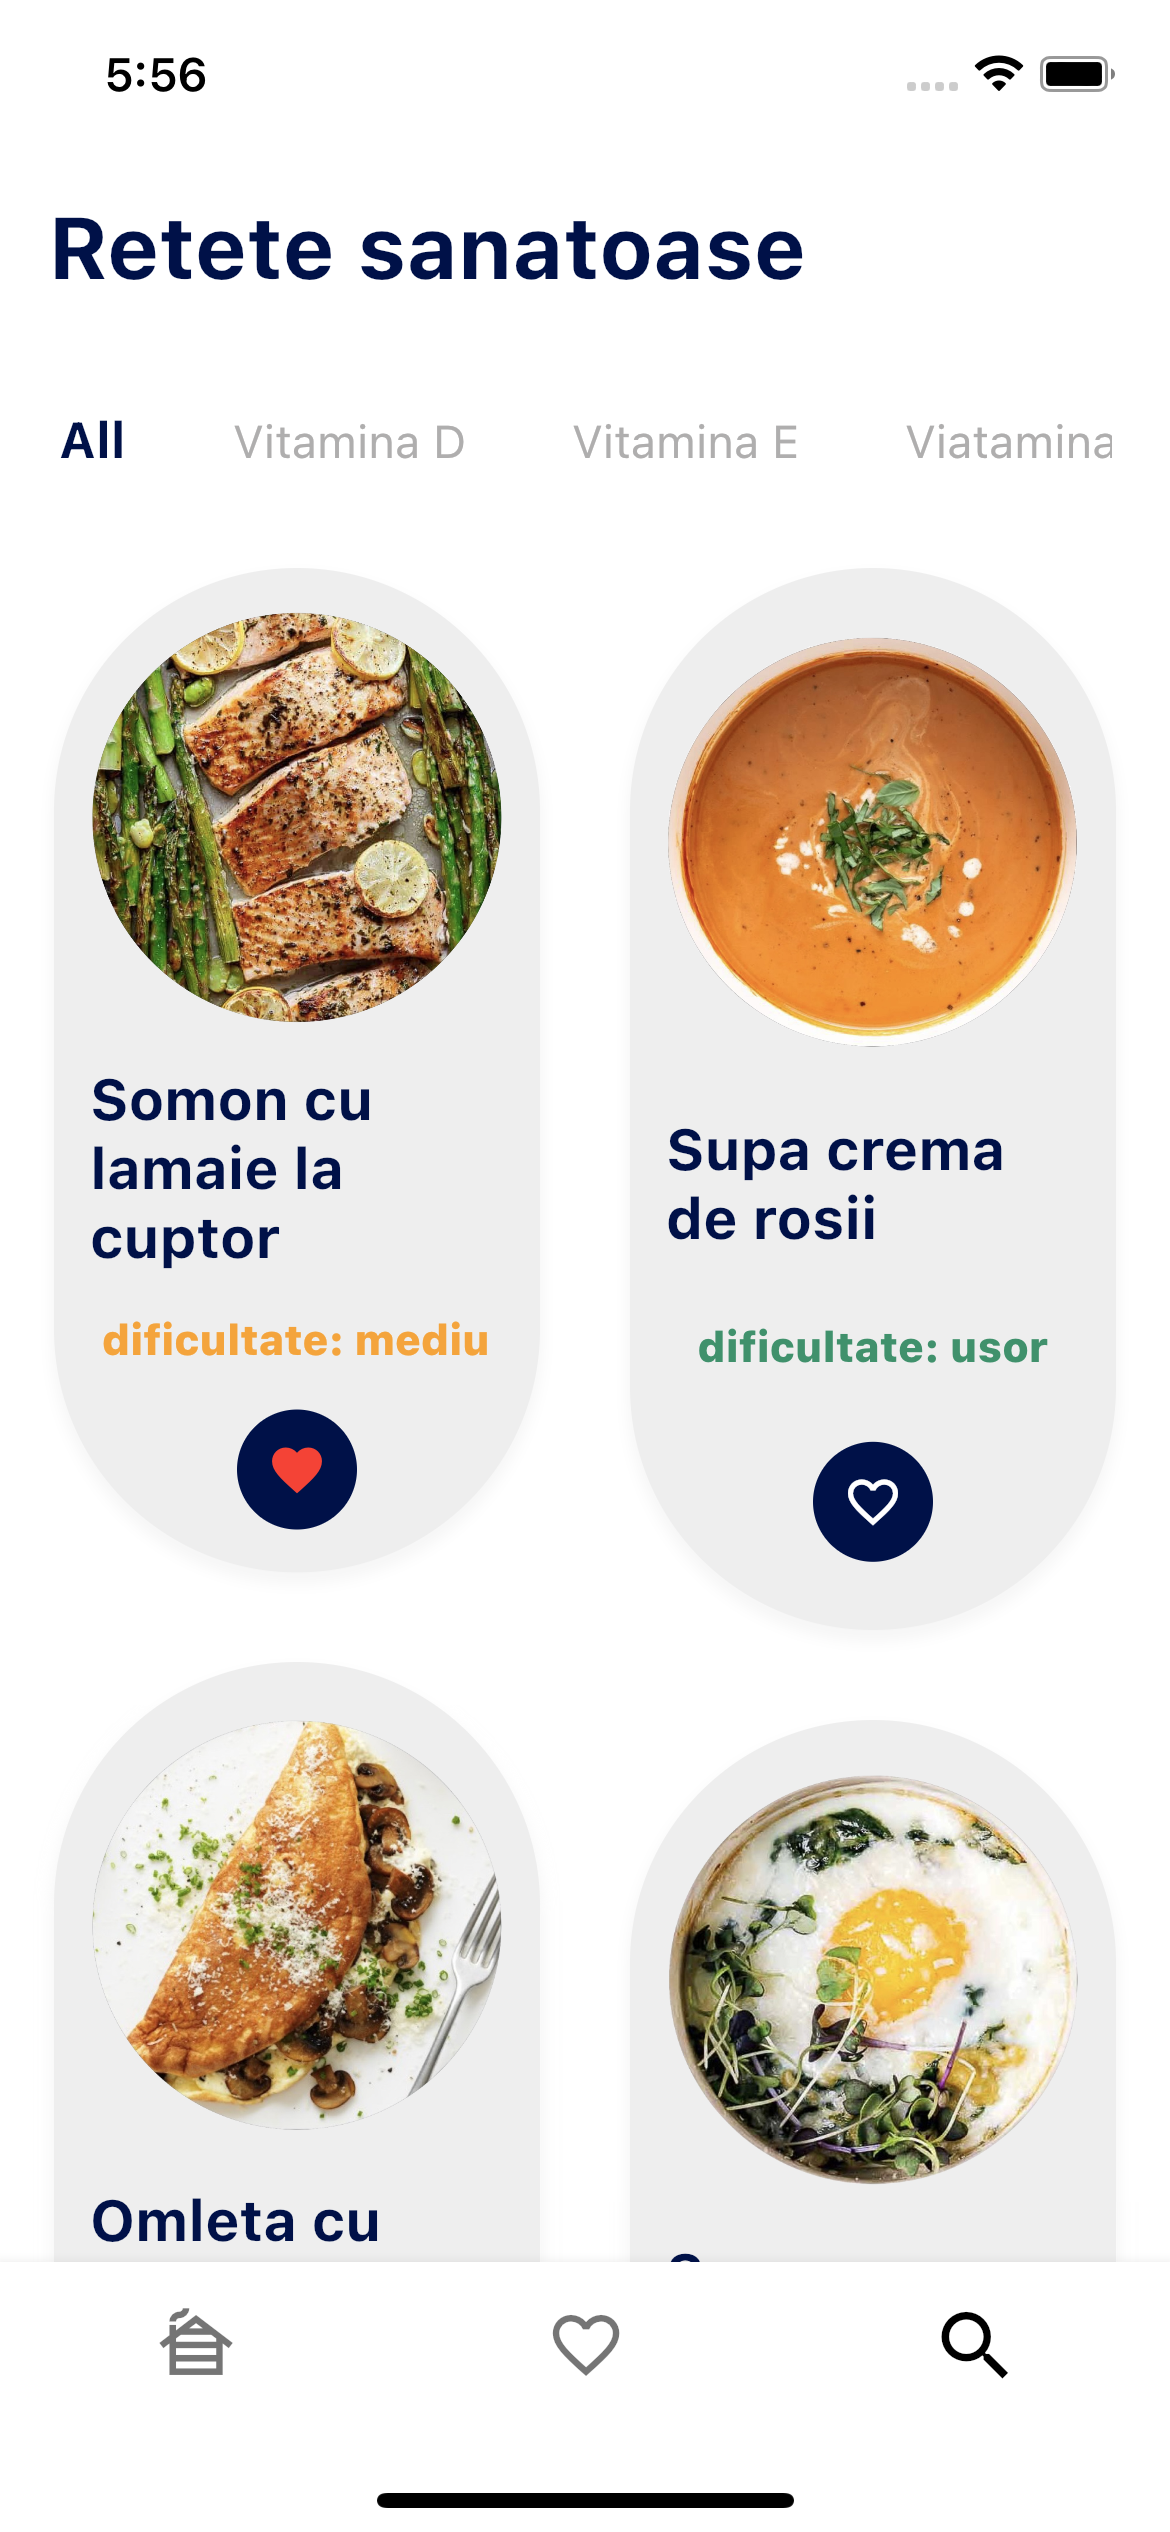 5:56
Retete sanatoase
All Vitamina D Vitamina E Viatamina
Somon cu
lamaie la
cuptor
dificultate: mediu
Supa crema
de rosii
dificultate: usor
Omleta cu